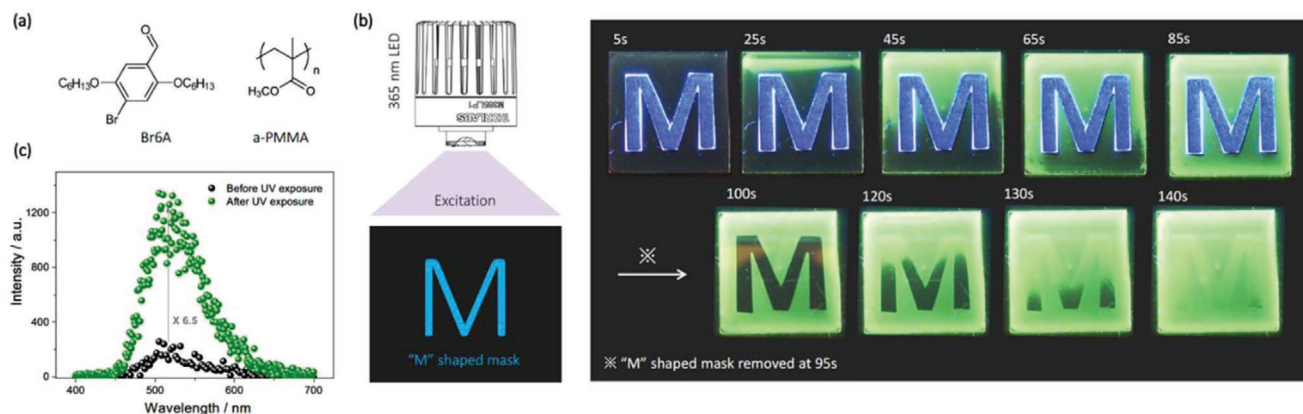 (a)
O
C₆H₁₃O
OC₆H₁₃
Br
Br6A
n
H₃CO
O
a-PMMA
(b)
365 nm LED
THORLABS
M365LP1
Excitation
M
"M" shaped mask
(c)
Before UV exposure
After UV exposure
X 6.5
Intensity / a.u.
1200
800
400
0
400
500
600
700
Wavelength / nm
5s
25s
45s
65s
85s
M
M
M
M
M
※
100s
120s
130s
140s
M
M
M
M
※ "M" shaped mask removed at 95s